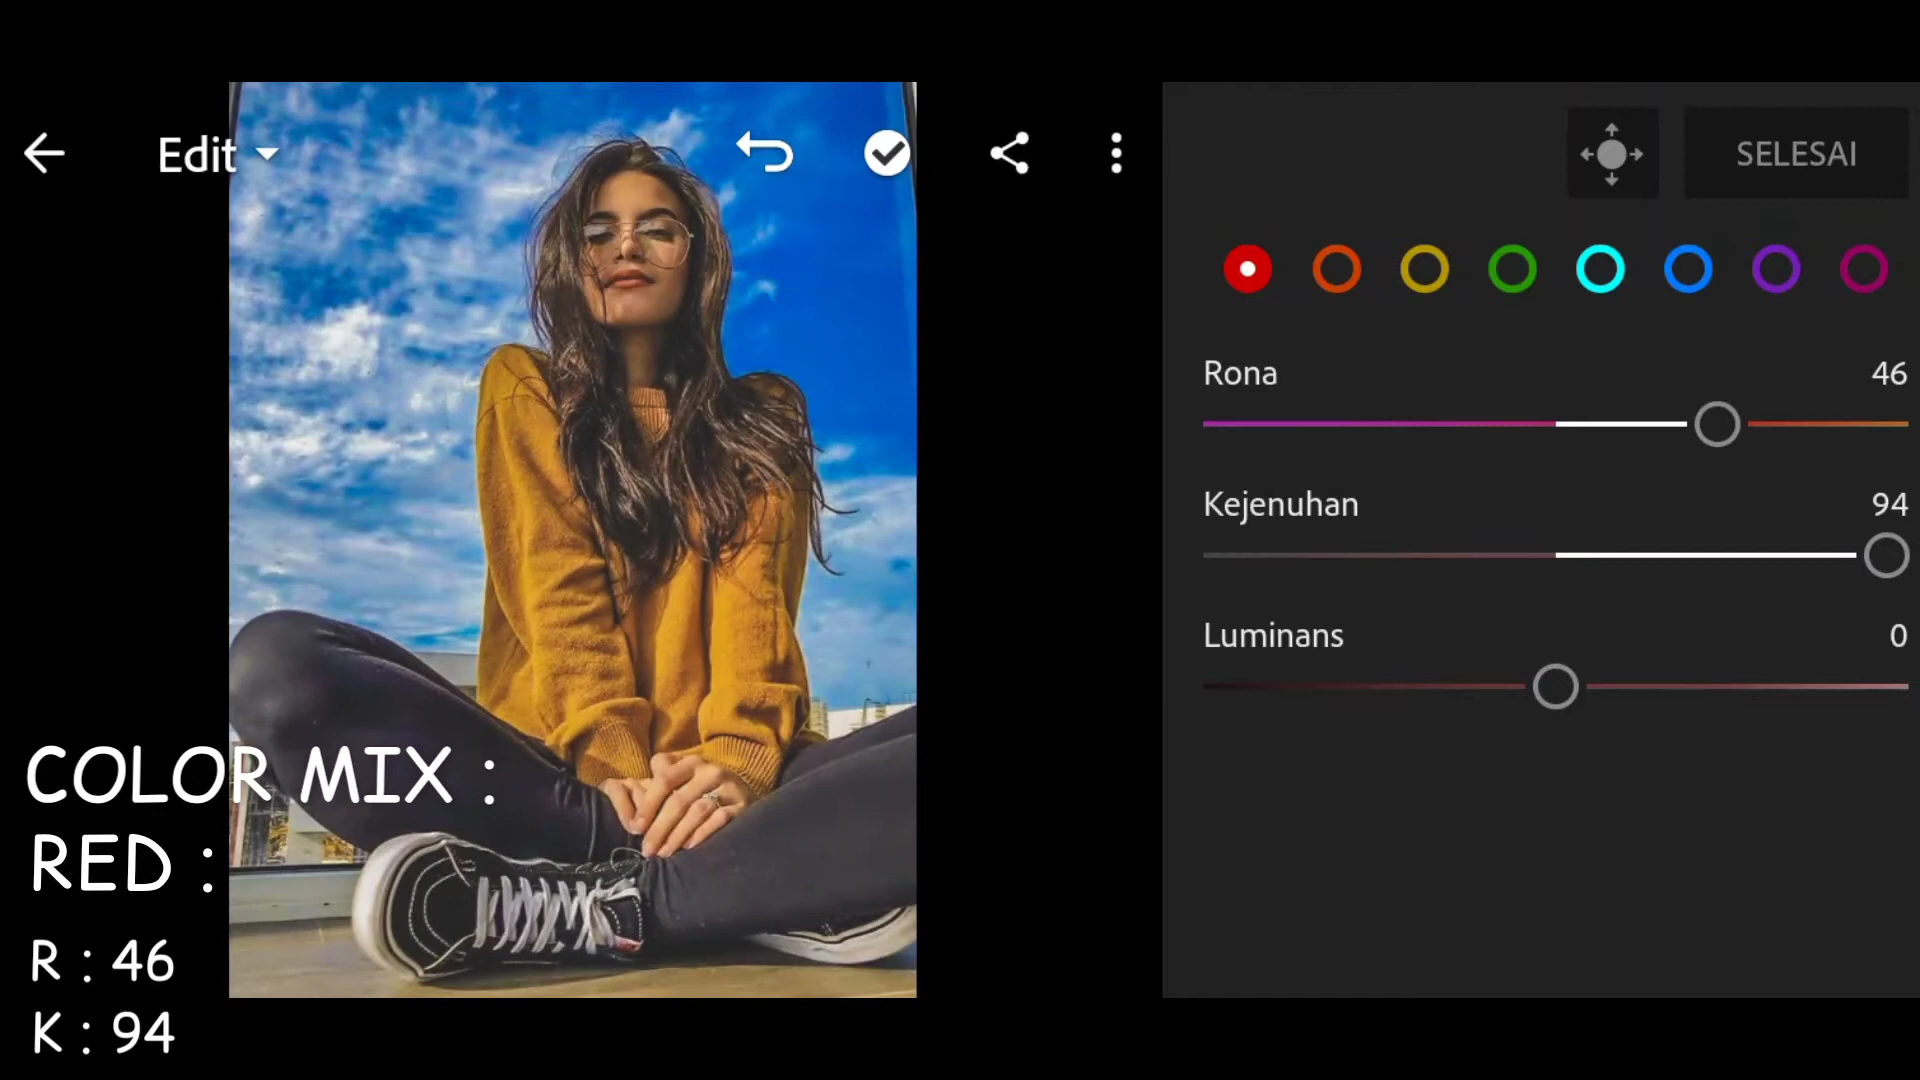 Edit
SELESAI
Rona 46
Kejenuhan 94
Luminans 0
COLOR MIX :
RED :
R : 46
K : 94